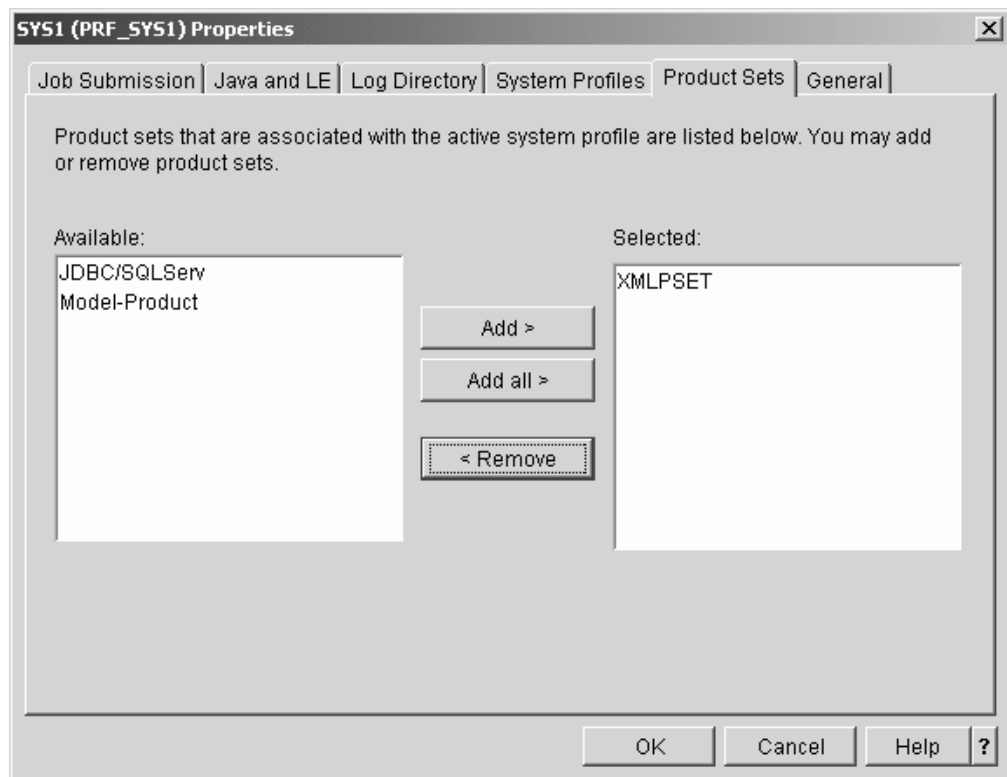 SYS1 (PRF_SYS1) Properties
Job Submission
Java and LE
Log Directory
System Profiles
Product Sets
General
Product sets that are associated with the active system profile are listed below. You may add
or remove product sets.
Available:
JDBC/SQLServ
Model-Product
Add >
Add all >
< Remove
Selected:
XMLPSET
OK
Cancel
Help
?